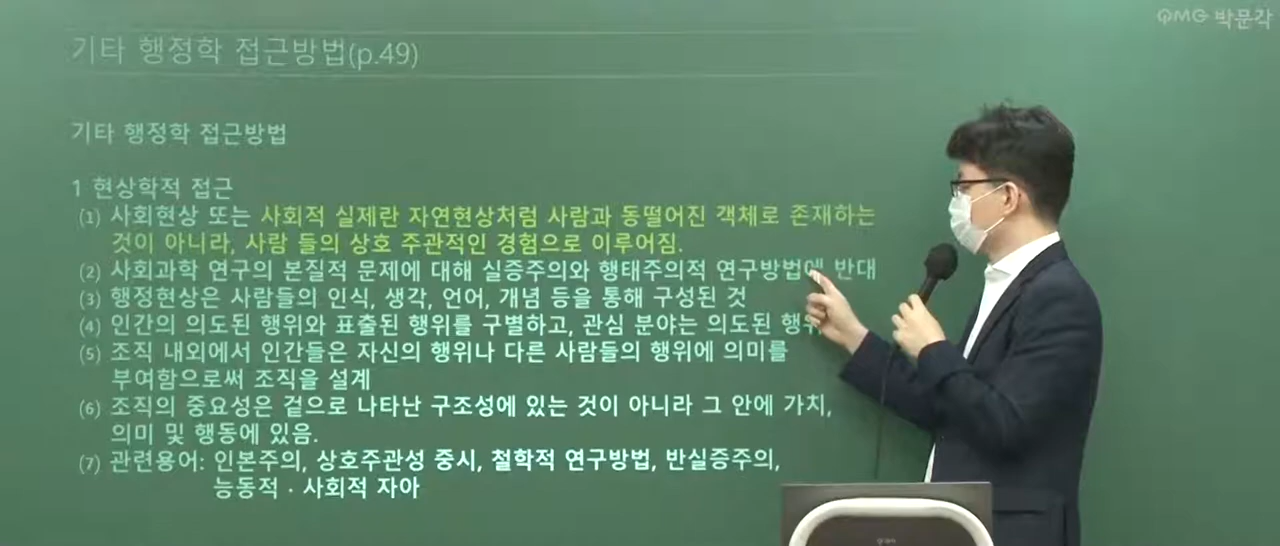 박문각
기타 행정학 접근방법(p.49)
기타 행정학 접근방법
1 현상학적 접근
(1) 사회현상 또는 사회적 실제란 자연현상처럼 사람과 동떨어진 객체로 존재하는
것이 아니라, 사람 들의 상호 주관적인 경험으로 이루어짐.
(2) 사회과학 연구의 본질적 문제에 대해 실증주의와 행태주의적 연구방법에 반대
(3) 행정현상은 사람들의 인식, 생각, 언어, 개념 등을 통해 구성된 것
(4) 인간의 의도된 행위와 표출된 행위를 구별하고, 관심 분야는 의도된 행위
(5) 조직 내외에서 인간들은 자신의 행위나 다른 사람들의 행위에 의미를
부여함으로써 조직을 설계
(6) 조직의 중요성은 겉으로 나타난 구조성에 있는 것이 아니라 그 안에 가치,
의미 및 행동에 있음.
(7) 관련용어: 인본주의, 상호주관성 중시, 철학적 연구방법, 반실증주의,
능동적 · 사회적 자아
gram